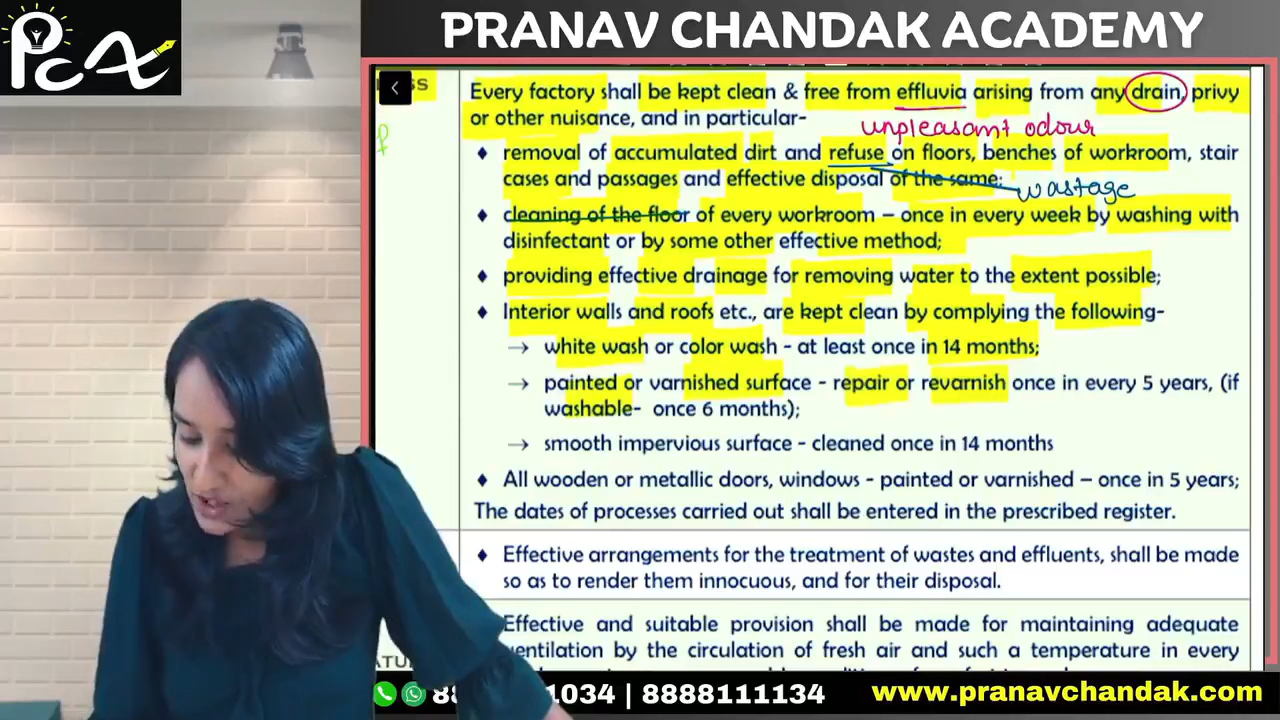 PCA
PRANAV CHANDAK ACADEMY
Every factory shall be kept clean & free from effluvia arising from any drain, privy
or other nuisance, and in particular-
unpleasant odour
♦ removal of accumulated dirt and refuse on floors, benches of workroom, stair
cases and passages and effective disposal of the same;
wastage
♦ cleaning of the floor of every workroom – once in every week by washing with
disinfectant or by some other effective method;
♦ providing effective drainage for removing water to the extent possible;
♦ Interior walls and roofs etc., are kept clean by complying the following-
→ white wash or color wash - at least once in 14 months;
→ painted or varnished surface - repair or revarnish once in every 5 years, (if
washable- once 6 months);
→ smooth impervious surface - cleaned once in 14 months
♦ All wooden or metallic doors, windows - painted or varnished – once in 5 years;
The dates of processes carried out shall be entered in the prescribed register.
♦ Effective arrangements for the treatment of wastes and effluents, shall be made
so as to render them innocuous, and for their disposal.
Effective and suitable provision shall be made for maintaining adequate
ventilation by the circulation of fresh air and such a temperature in every
1034 | 8888111134
www.pranavchandak.com